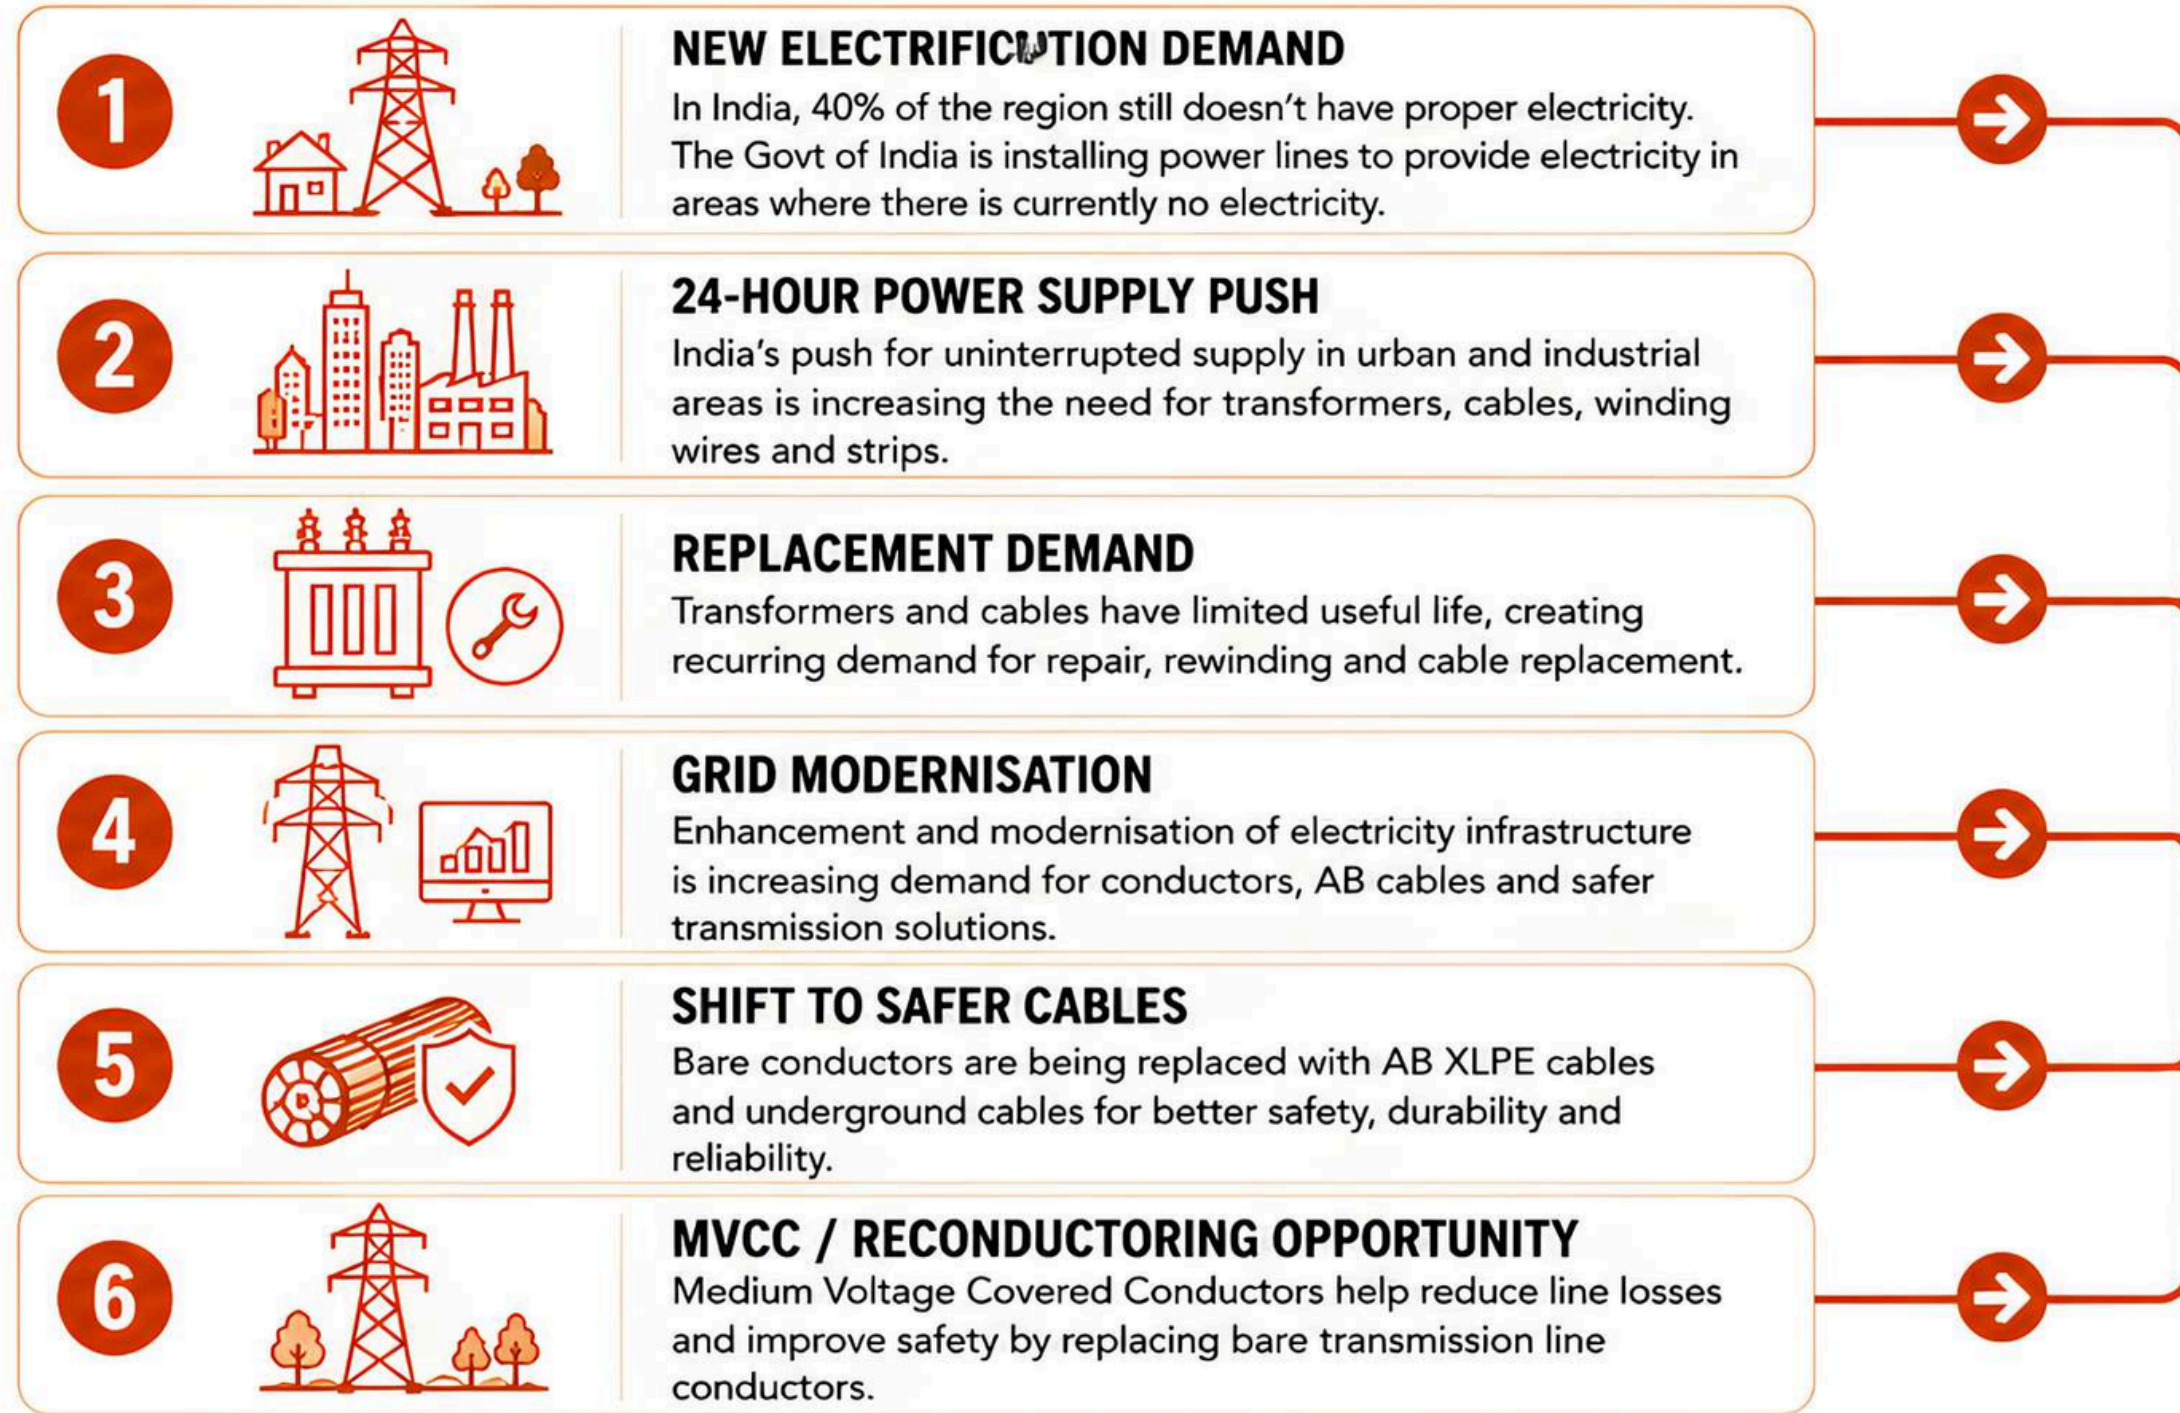 1
NEW ELECTRIFICATION DEMAND
In India, 40% of the region still doesn't have proper electricity.
The Govt of India is installing power lines to provide electricity in
areas where there is currently no electricity.
2
24-HOUR POWER SUPPLY PUSH
India's push for uninterrupted supply in urban and industrial
areas is increasing the need for transformers, cables, winding
wires and strips.
3
REPLACEMENT DEMAND
Transformers and cables have limited useful life, creating
recurring demand for repair, rewinding and cable replacement.
4
GRID MODERNISATION
Enhancement and modernisation of electricity infrastructure
is increasing demand for conductors, AB cables and safer
transmission solutions.
5
SHIFT TO SAFER CABLES
Bare conductors are being replaced with AB XLPE cables
and underground cables for better safety, durability and
reliability.
6
MVCC / RECONDUCTORING OPPORTUNITY
Medium Voltage Covered Conductors help reduce line losses
and improve safety by replacing bare transmission line
conductors.